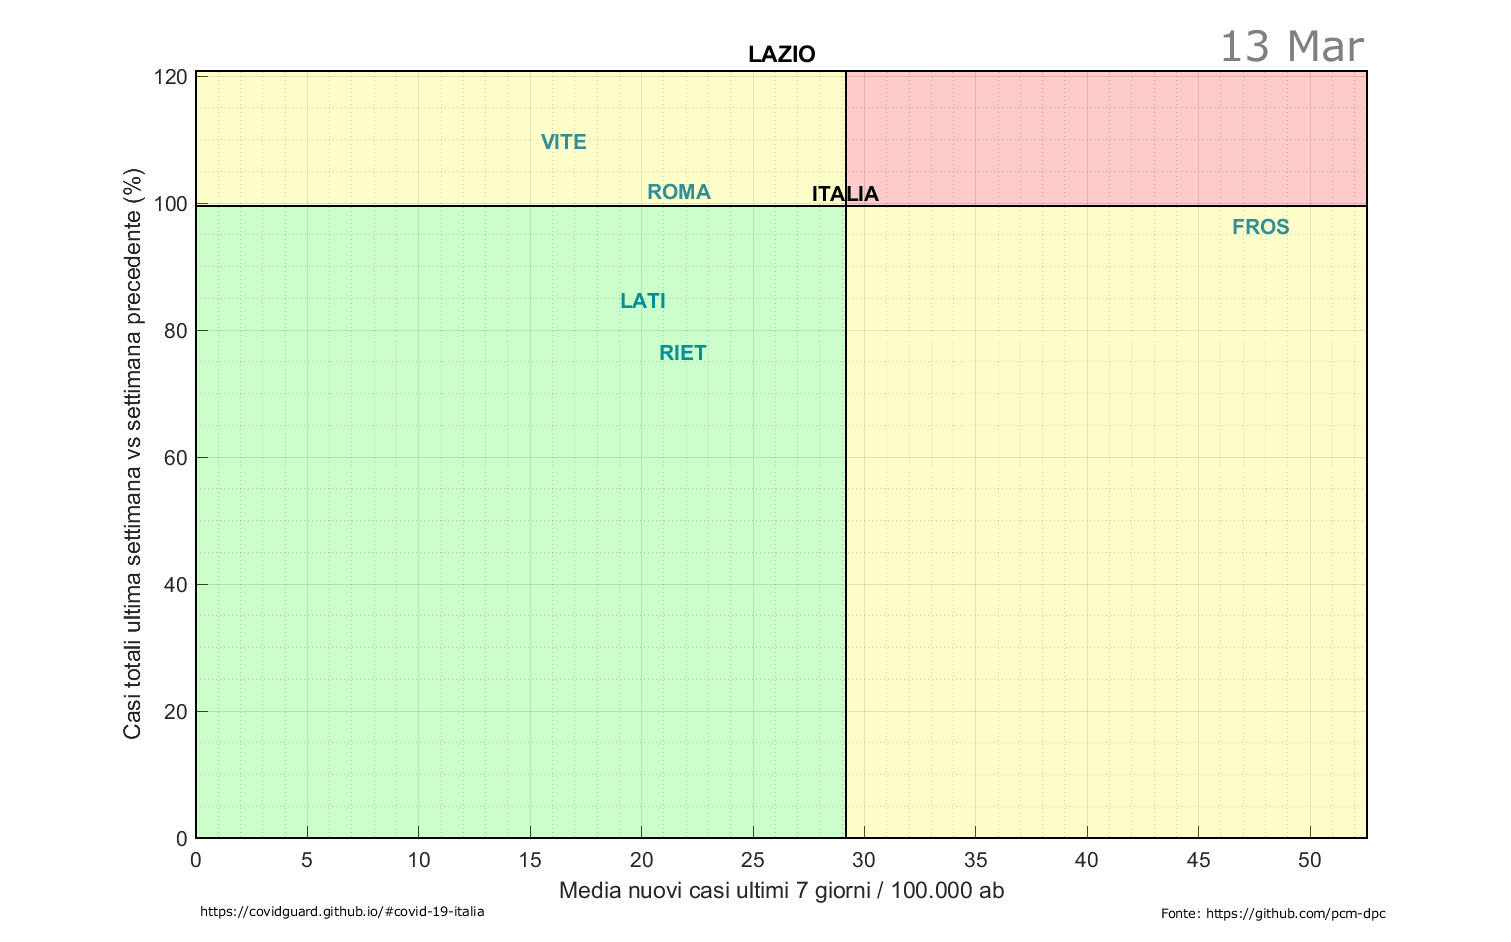 13 Mar
LAZIO
Casi totali ultima settimana vs settimana precedente (%)
120
100
80
60
40
20
0
VITE
ROMA
ITALIA
FROS
LATI
RIET
0 5 10 15 20 25 30 35 40 45 50
Media nuovi casi ultimi 7 giorni / 100.000 ab
https://covidguard.github.io/#covid-19-italia
Fonte: https://github.com/pcm-dpc